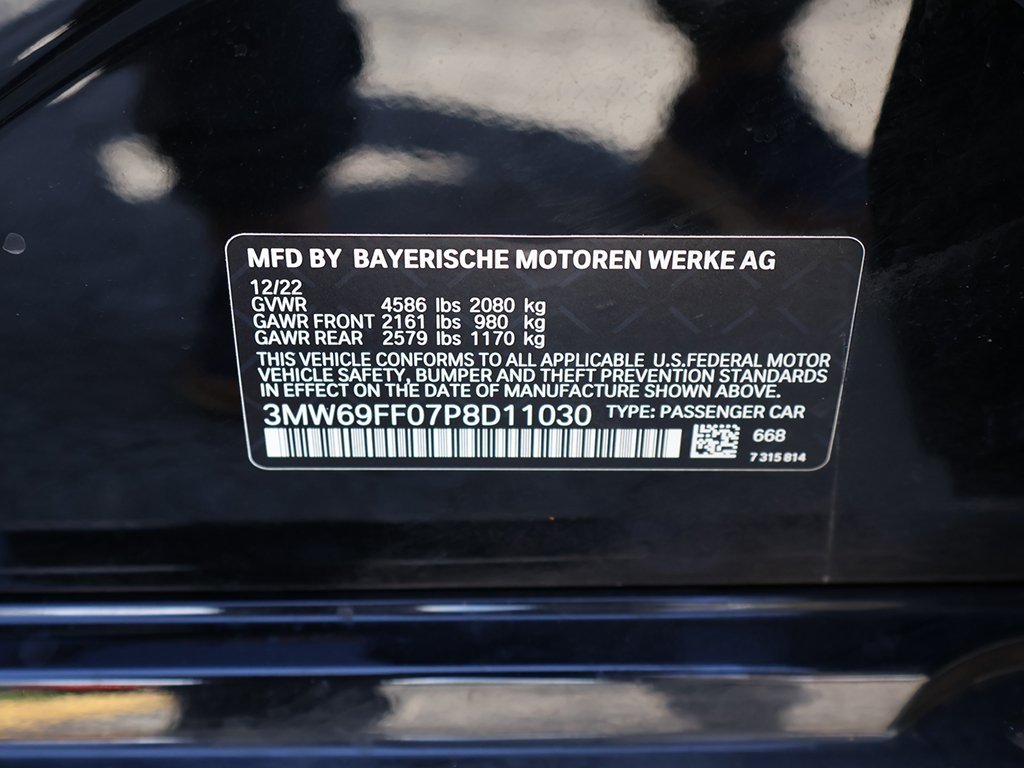 MFD BY BAYERISCHE MOTOREN WERKE AG
12/22
GVWR 4586 lbs 2080 kg
GAWR FRONT 2161 lbs 980 kg
GAWR REAR 2579 lbs 1170 kg
THIS VEHICLE CONFORMS TO ALL APPLICABLE U.S.FEDERAL MOTOR
VEHICLE SAFETY, BUMPER AND THEFT PREVENTION STANDARDS
IN EFFECT ON THE DATE OF MANUFACTURE SHOWN ABOVE.
3MW69FF07P8D11030 TYPE: PASSENGER CAR
668
7 315 814